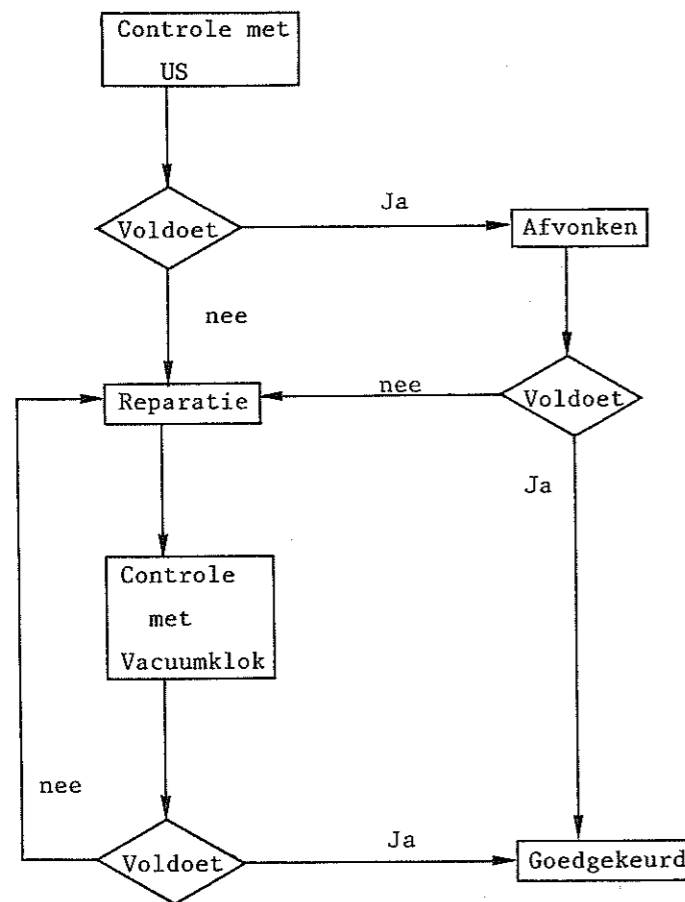 Controle met
US
Ja
Voldoet
Afvonken
nee
nee
Reparatie
Voldoet
Ja
Controle
met
Vacuumklok
nee
Ja
Voldoet
Goedgekeurd